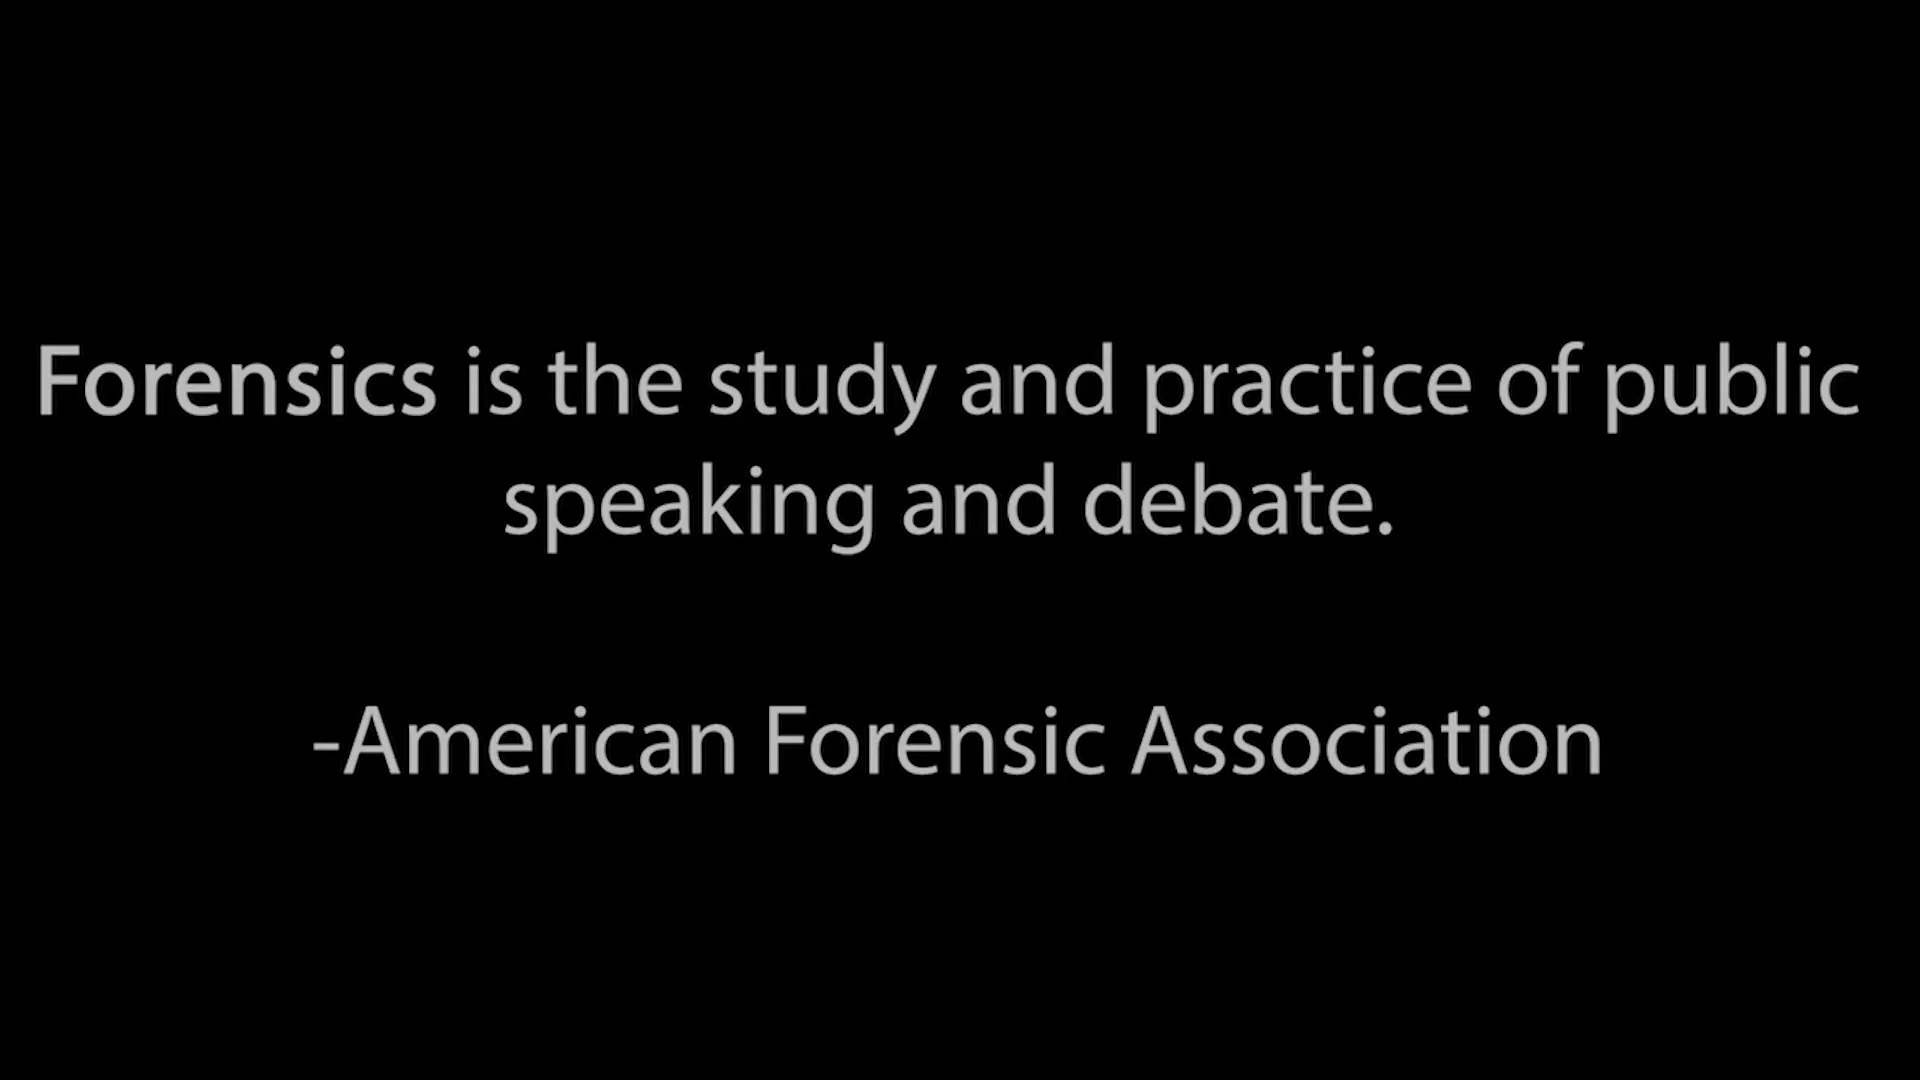 Forensics is the study and practice of public
speaking and debate.
-American Forensic Association